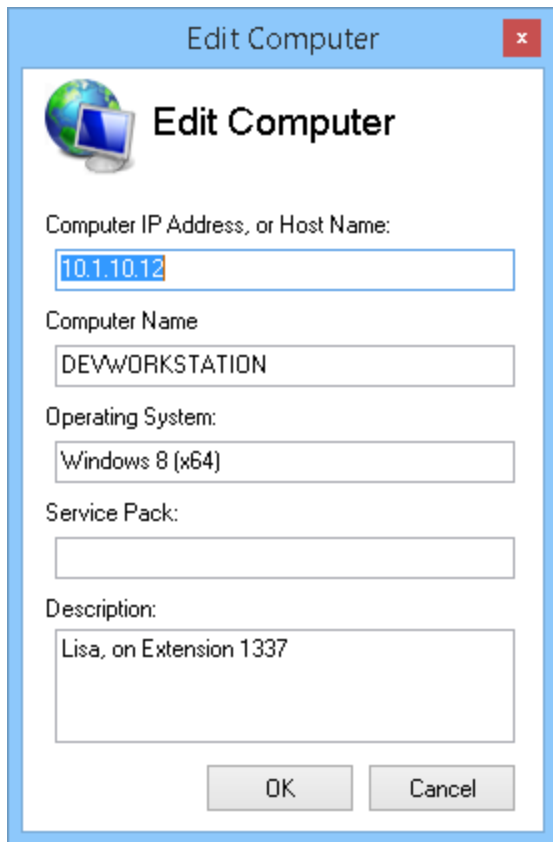 Edit Computer
x
Edit Computer
Computer IP Address, or Host Name:
10.1.10.12
Computer Name
DEVWORKSTATION
Operating System:
Windows 8 (x64)
Service Pack:
Description:
Lisa, on Extension 1337
OK
Cancel